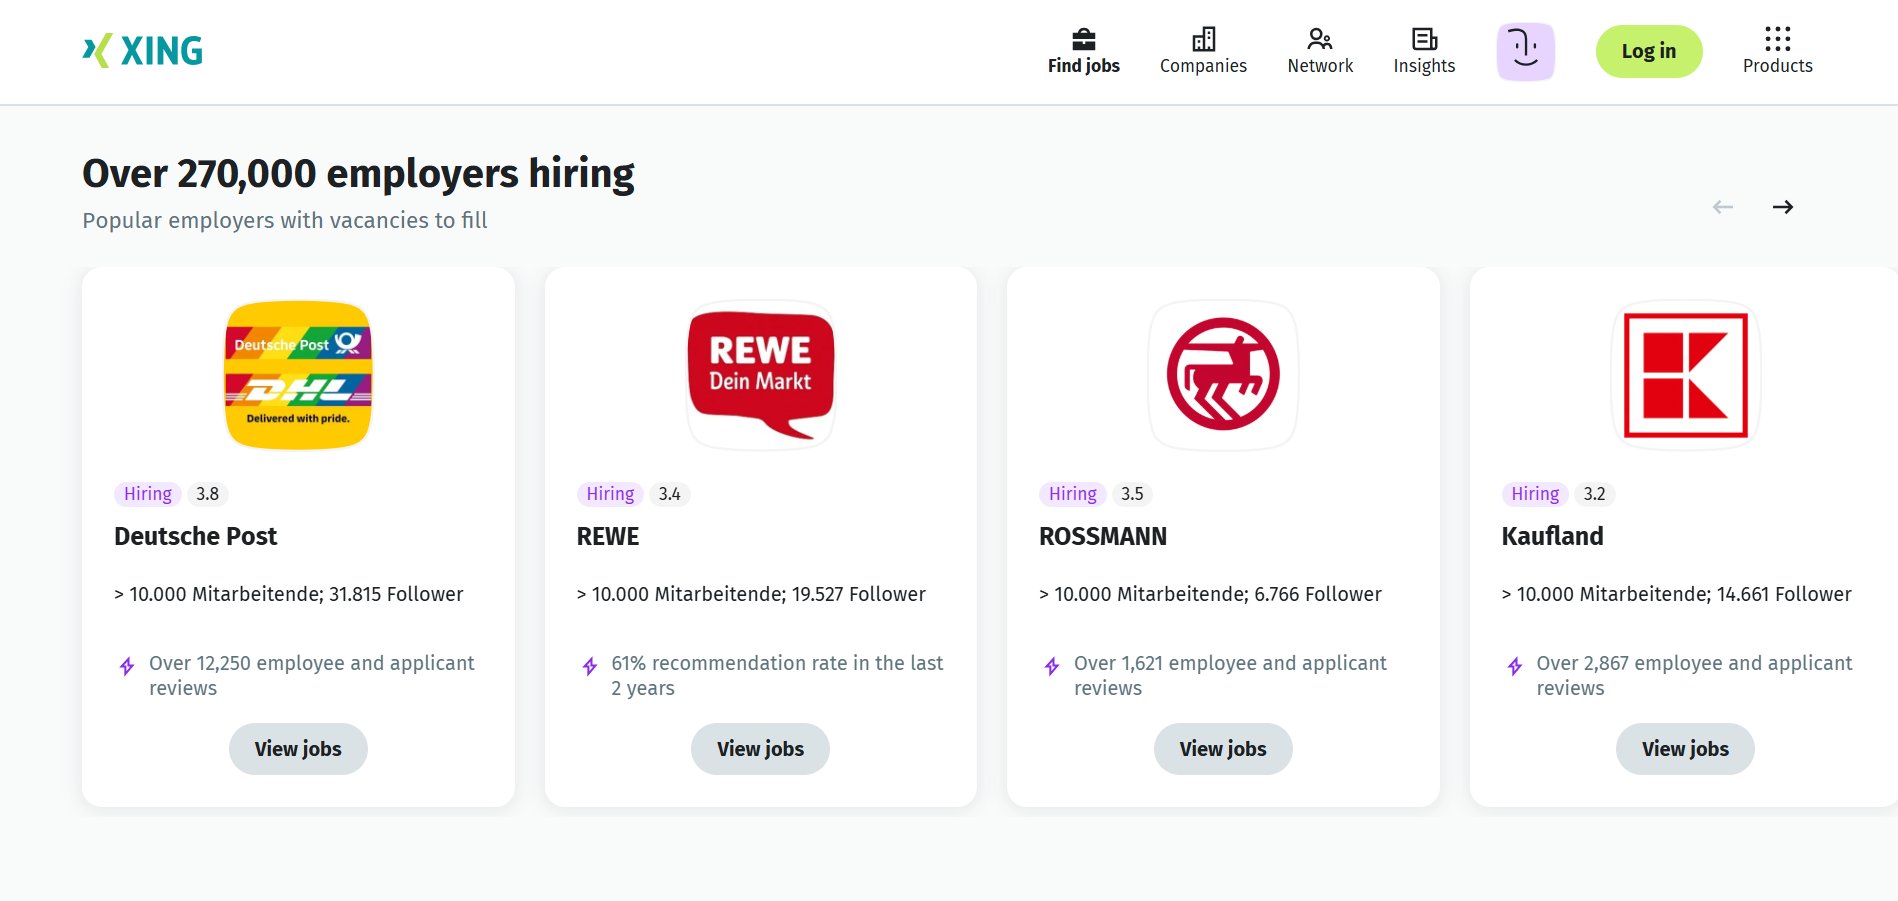 XING
Find jobs
Companies
Network
Insights
Log in
Products
Over 270,000 employers hiring
Popular employers with vacancies to fill
Deutsche Post
DHL
Delivered with pride.
Hiring 3.8
Deutsche Post
> 10.000 Mitarbeitende; 31.815 Follower
Over 12,250 employee and applicant
reviews
View jobs
REWE
Dein Markt
Hiring 3.4
REWE
> 10.000 Mitarbeitende; 19.527 Follower
61% recommendation rate in the last
2 years
View jobs
Hiring 3.5
ROSSMANN
> 10.000 Mitarbeitende; 6.766 Follower
Over 1,621 employee and applicant
reviews
View jobs
Hiring 3.2
Kaufland
> 10.000 Mitarbeitende; 14.661 Follower
Over 2,867 employee and applicant
reviews
View jobs